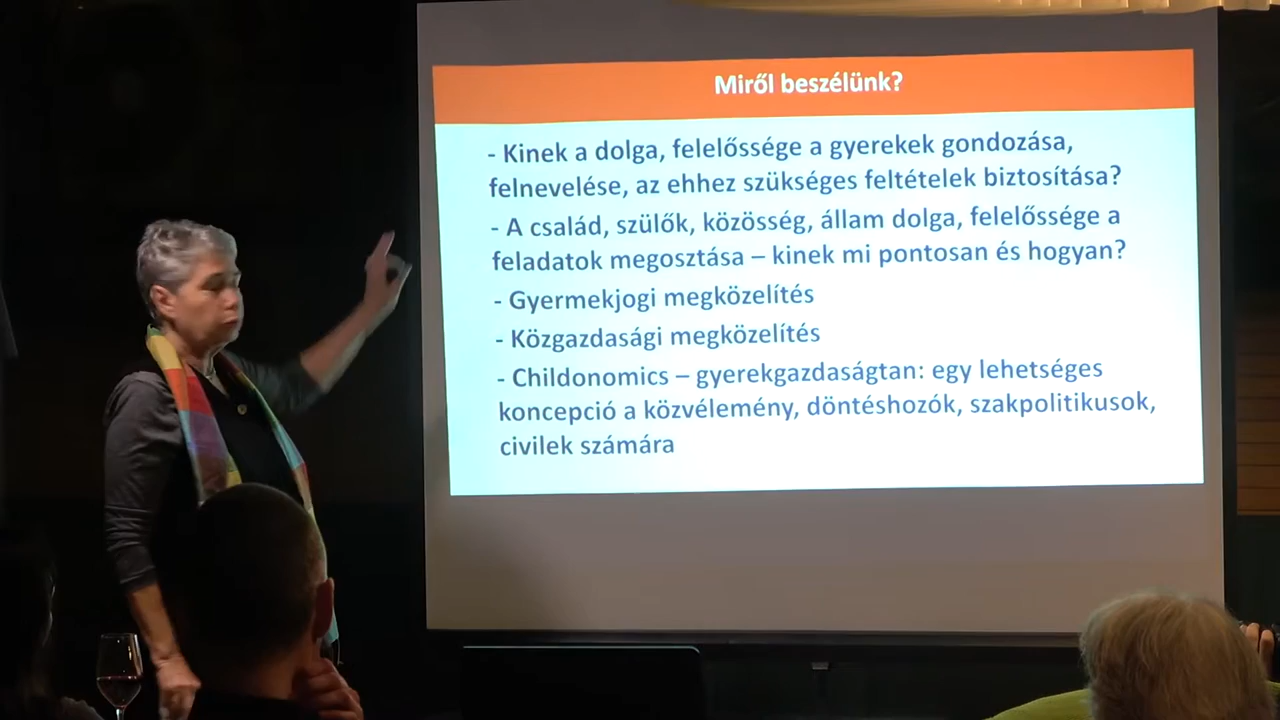 Miről beszélünk?
- Kinek a dolga, felelőssége a gyerekek gondozása,
felnevelése, az ehhez szükséges feltételek biztosítása?
- A család, szülők, közösség, állam dolga, felelőssége a
feladatok megosztása – kinek mi pontosan és hogyan?
- Gyermekjogi megközelítés
- Közgazdasági megközelítés
- Childonomics – gyerekgazdaságtan: egy lehetséges
koncepció a közvélemény, döntéshozók, szakpolitikusok,
civilek számára